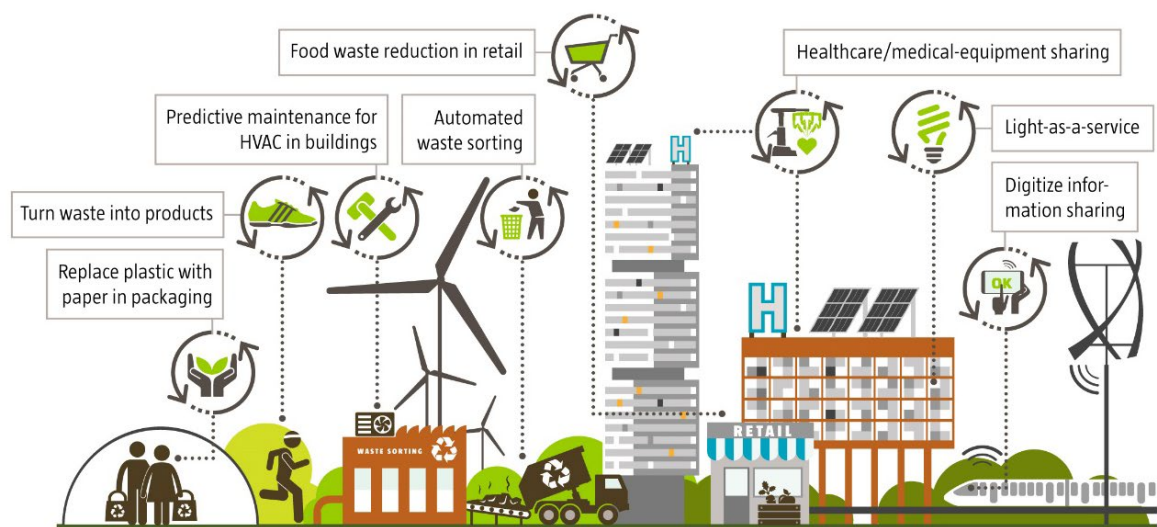 Food waste reduction in retail
Healthcare/medical-equipment sharing
Predictive maintenance for
HVAC in buildings
Automated
waste sorting
Light-as-a-service
Turn waste into products
Digitize infor-
mation sharing
Replace plastic with
paper in packaging
H
OK
H
RETAIL
WASTE SORTING